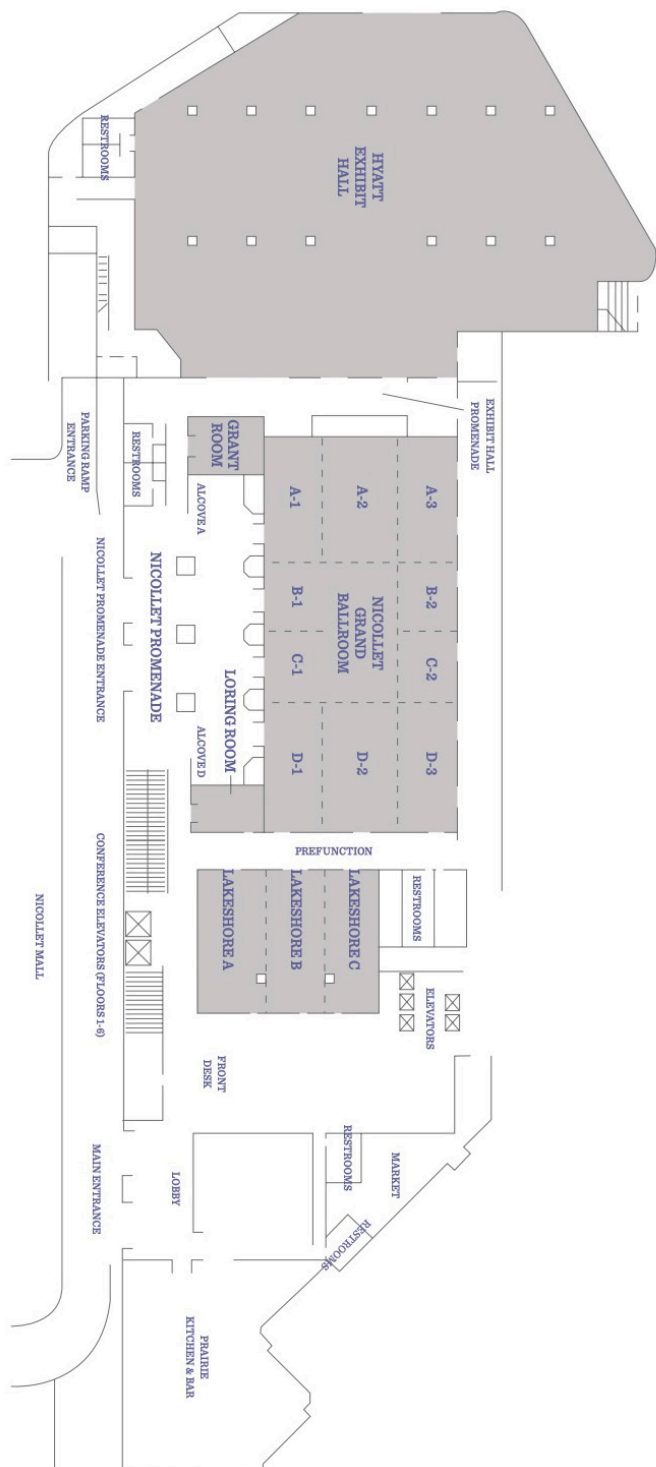 RESTROOMS
HYATT
EXHIBIT
HALL
EXHIBIT HALL
PROMENADE
PARKING RAMP
ENTRANCE
RESTROOMS
GRANT
ROOM
ALCOVE A
A-1
A-2
A-3
NICOLLET PROMENADE ENTRANCE
NICOLLET PROMENADE
B-1
NICOLLET
GRAND
BALLROOM
B-2
C-1
C-2
LORING ROOM
ALCOVE D
D-1
D-2
D-3
PREFUNCTION
CONFERENCE ELEVATORS (FLOORS 1-6)
NICOLLET MALL
LAKESHORE A
LAKESHORE B
LAKESHORE C
RESTROOMS
ELEVATORS
FRONT
DESK
MAIN ENTRANCE
LOBBY
RESTROOMS
MARKET
RESTROOMS
PRAIRIE
KITCHEN & BAR